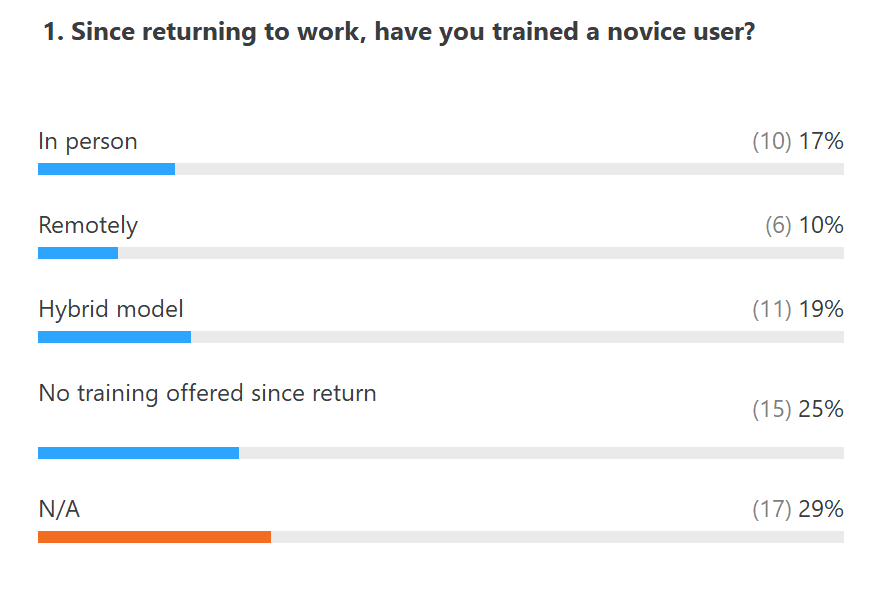 1. Since returning to work, have you trained a novice user?
In person (10) 17%
Remotely (6) 10%
Hybrid model (11) 19%
No training offered since return
(15) 25%
N/A (17) 29%